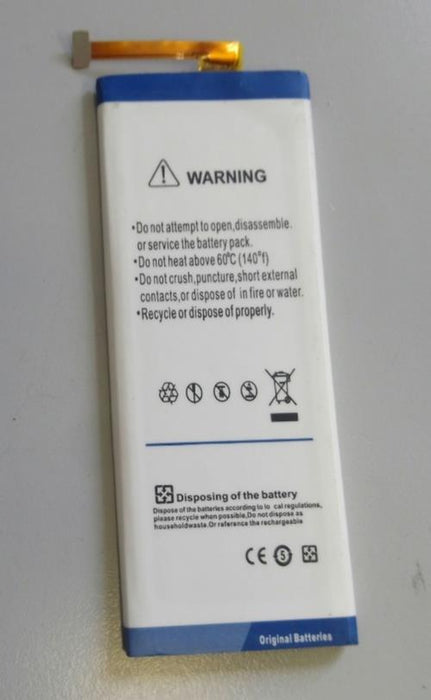 WARNING
•Do not attempt to open,disassemble.
or service the battery pack.
•Do not heat above 60°C (140°f)
•Do not crush,puncture,short external
contacts,or dispose of in fire or water.
•Recycle or dispose of properly.
Disposing of the battery
Dispose of the batteries according to lo cal regulations,
please recycle when possible,Do not dispose as
householdwaste.Or reference the rechargeable
CE 5
Original Batteries